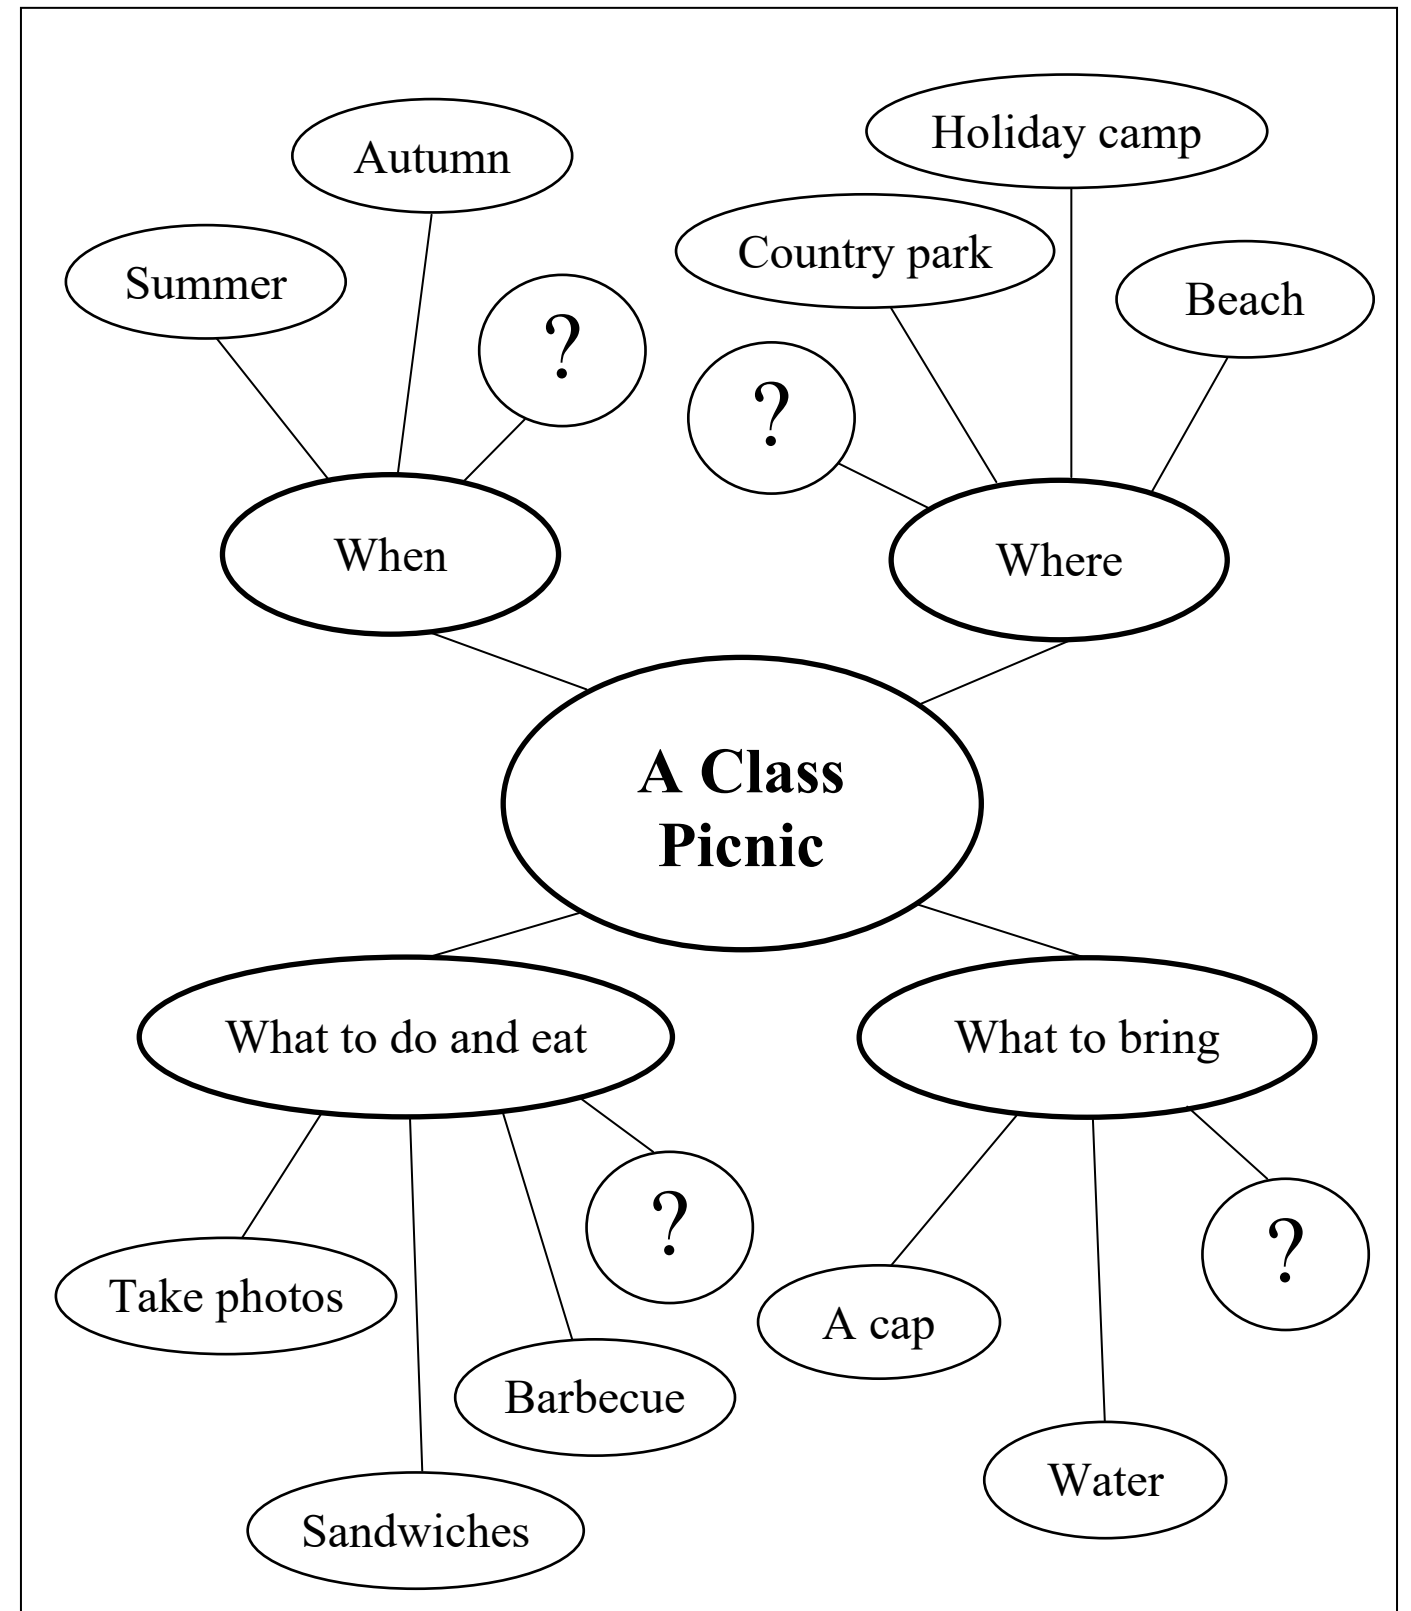 Autumn
Holiday camp
Summer
Country park
Beach
?
?
When
Where
A Class
Picnic
What to do and eat
What to bring
?
?
Take photos
A cap
Barbecue
Water
Sandwiches